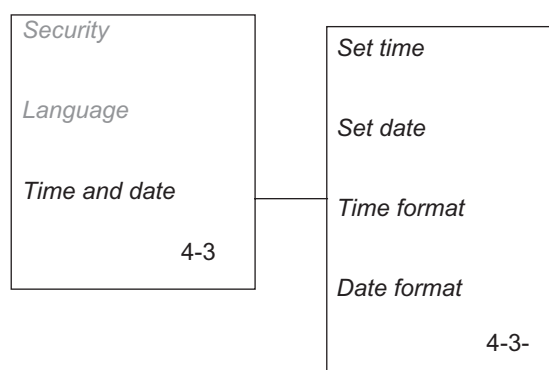 Security
Language
Time and date
4-3
Set time
Set date
Time format
Date format
4-3-